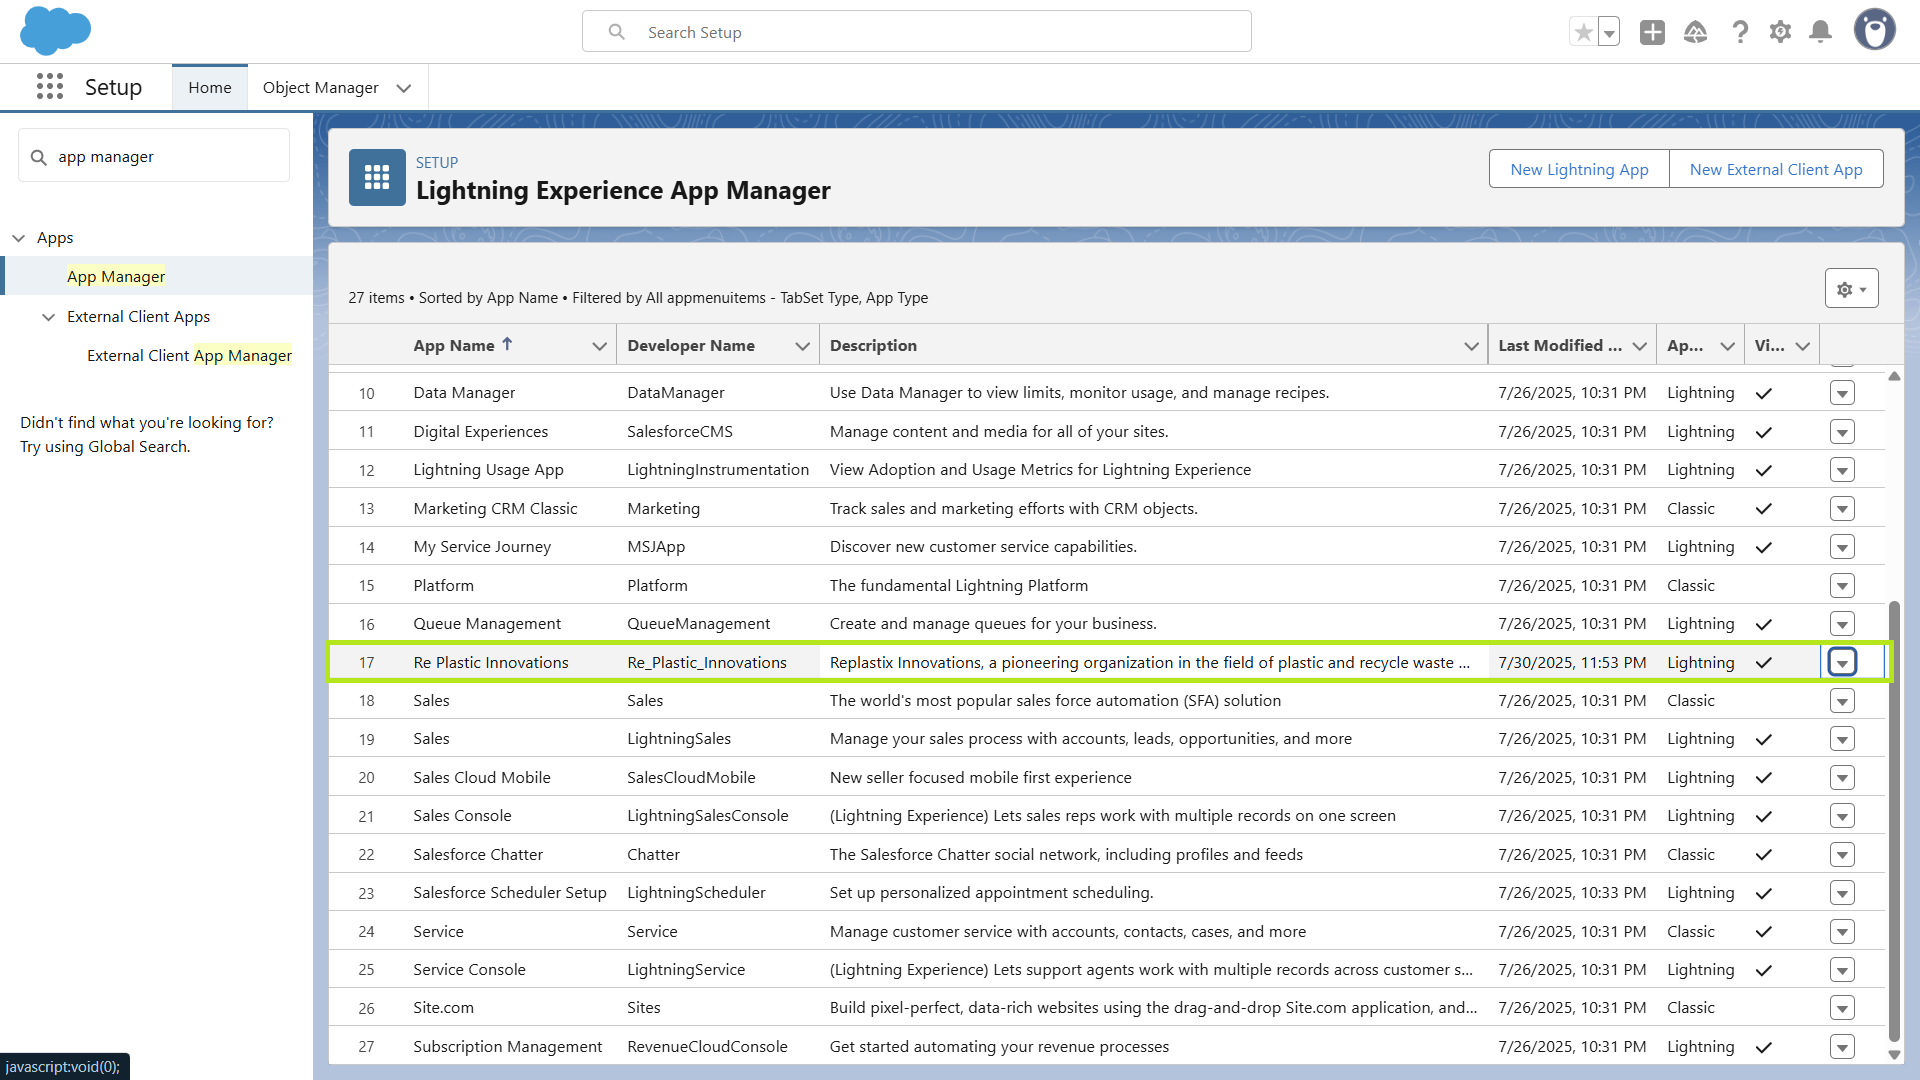 Search Setup
Setup
Home
Object Manager
app manager
Apps
App Manager
External Client Apps
External Client App Manager
Didn't find what you're looking for?
Try using Global Search.
SETUP
Lightning Experience App Manager
New Lightning App
New External Client App
27 items • Sorted by App Name • Filtered by All appmenuitems - TabSet Type, App Type
App Name ↑ Developer Name Description Last Modified ... Ap... Vi...
10 Data Manager DataManager Use Data Manager to view limits, monitor usage, and manage recipes. 7/26/2025, 10:31 PM Lightning
11 Digital Experiences SalesforceCMS Manage content and media for all of your sites. 7/26/2025, 10:31 PM Lightning
12 Lightning Usage App LightningInstrumentation View Adoption and Usage Metrics for Lightning Experience 7/26/2025, 10:31 PM Lightning
13 Marketing CRM Classic Marketing Track sales and marketing efforts with CRM objects. 7/26/2025, 10:31 PM Classic
14 My Service Journey MSJApp Discover new customer service capabilities. 7/26/2025, 10:31 PM Lightning
15 Platform Platform The fundamental Lightning Platform 7/26/2025, 10:31 PM Classic
16 Queue Management QueueManagement Create and manage queues for your business. 7/26/2025, 10:31 PM Lightning
17 Re Plastic Innovations Re_Plastic_Innovations Replastix Innovations, a pioneering organization in the field of plastic and recycle waste ... 7/30/2025, 11:53 PM Lightning
18 Sales Sales The world's most popular sales force automation (SFA) solution 7/26/2025, 10:31 PM Classic
19 Sales LightningSales Manage your sales process with accounts, leads, opportunities, and more 7/26/2025, 10:31 PM Lightning
20 Sales Cloud Mobile SalesCloudMobile New seller focused mobile first experience 7/26/2025, 10:31 PM Lightning
21 Sales Console LightningSalesConsole (Lightning Experience) Lets sales reps work with multiple records on one screen 7/26/2025, 10:31 PM Lightning
22 Salesforce Chatter Chatter The Salesforce Chatter social network, including profiles and feeds 7/26/2025, 10:31 PM Classic
23 Salesforce Scheduler Setup LightningScheduler Set up personalized appointment scheduling. 7/26/2025, 10:33 PM Lightning
24 Service Service Manage customer service with accounts, contacts, cases, and more 7/26/2025, 10:31 PM Classic
25 Service Console LightningService (Lightning Experience) Lets support agents work with multiple records across customer s... 7/26/2025, 10:31 PM Lightning
26 Site.com Sites Build pixel-perfect, data-rich websites using the drag-and-drop Site.com application, and... 7/26/2025, 10:31 PM Classic
27 Subscription Management RevenueCloudConsole Get started automating your revenue processes 7/26/2025, 10:31 PM Lightning
javascript:void(0);